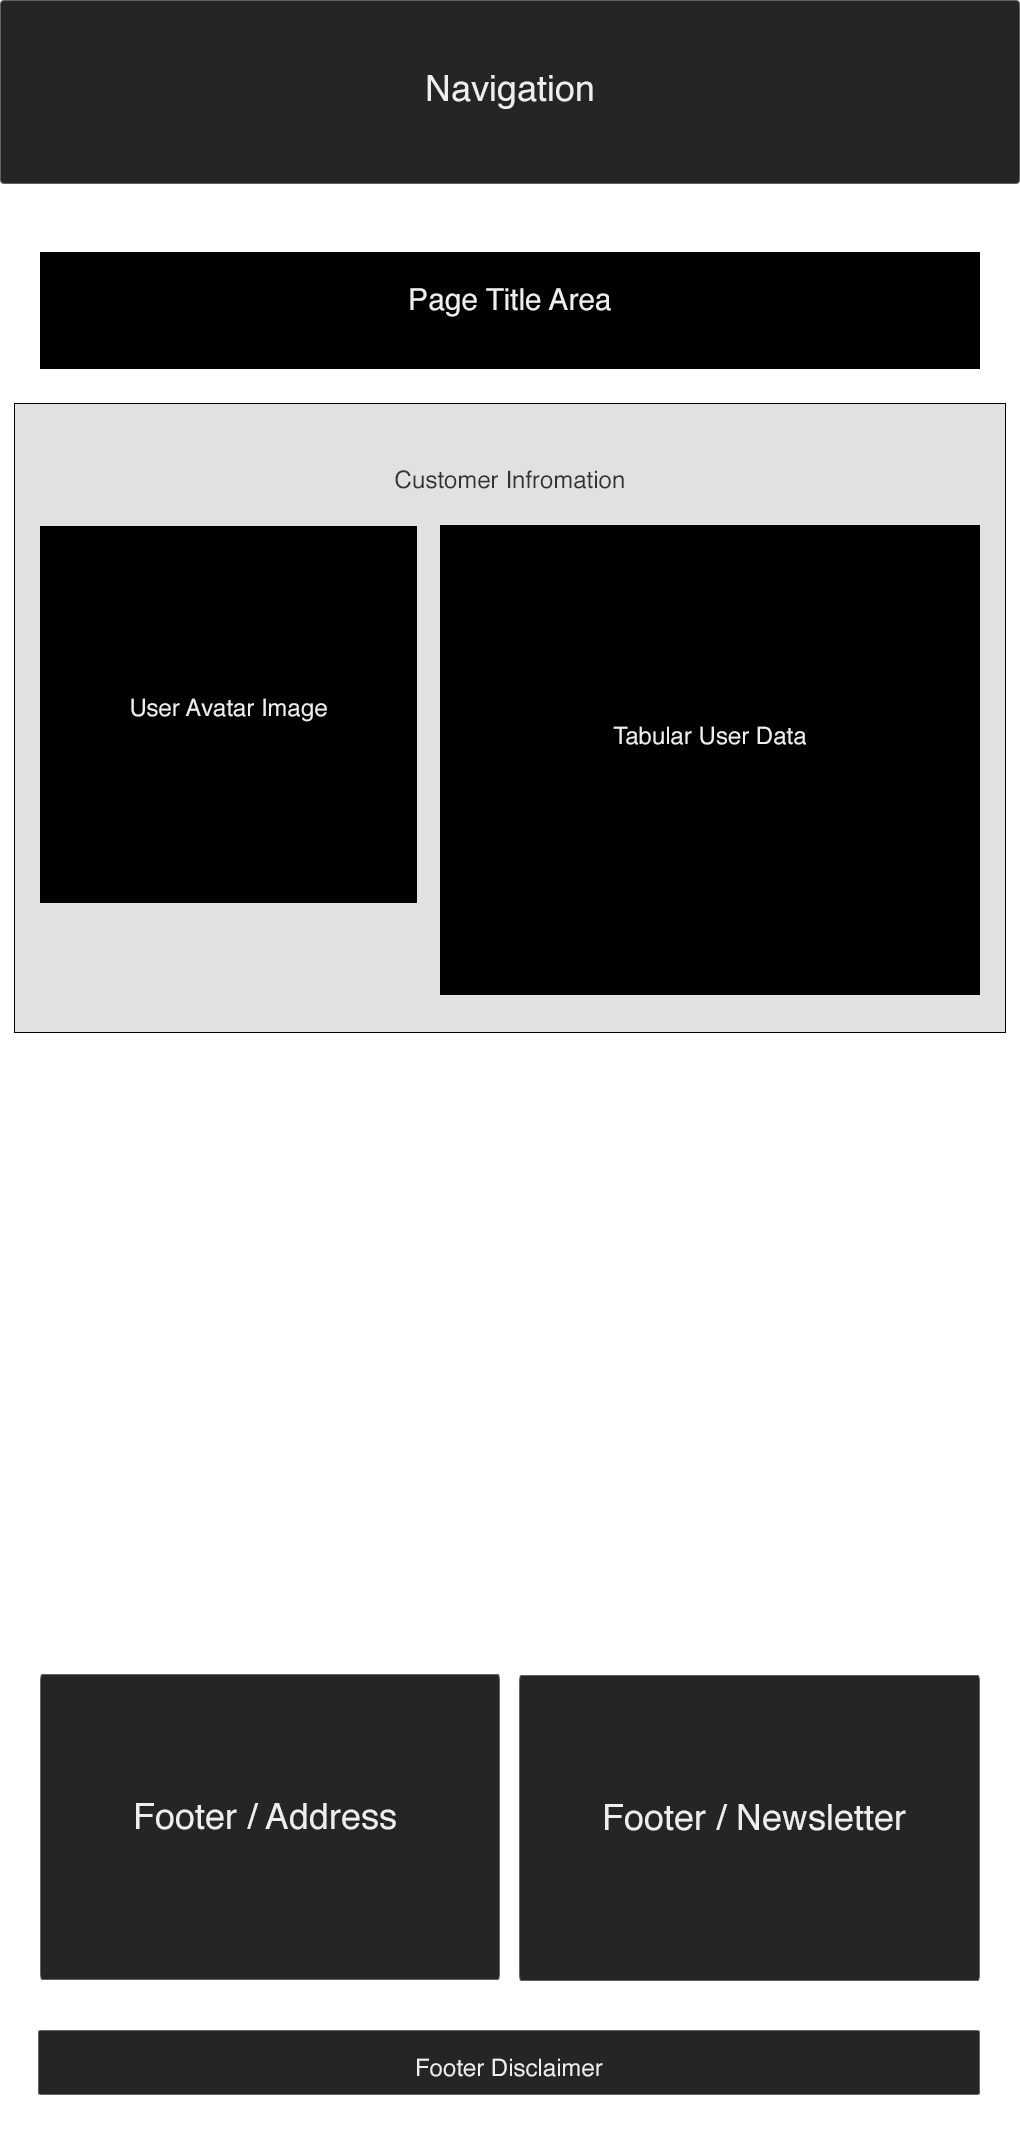 Navigation
Page Title Area
Customer Infromation
User Avatar Image
Tabular User Data
Footer / Address
Footer / Newsletter
Footer Disclaimer